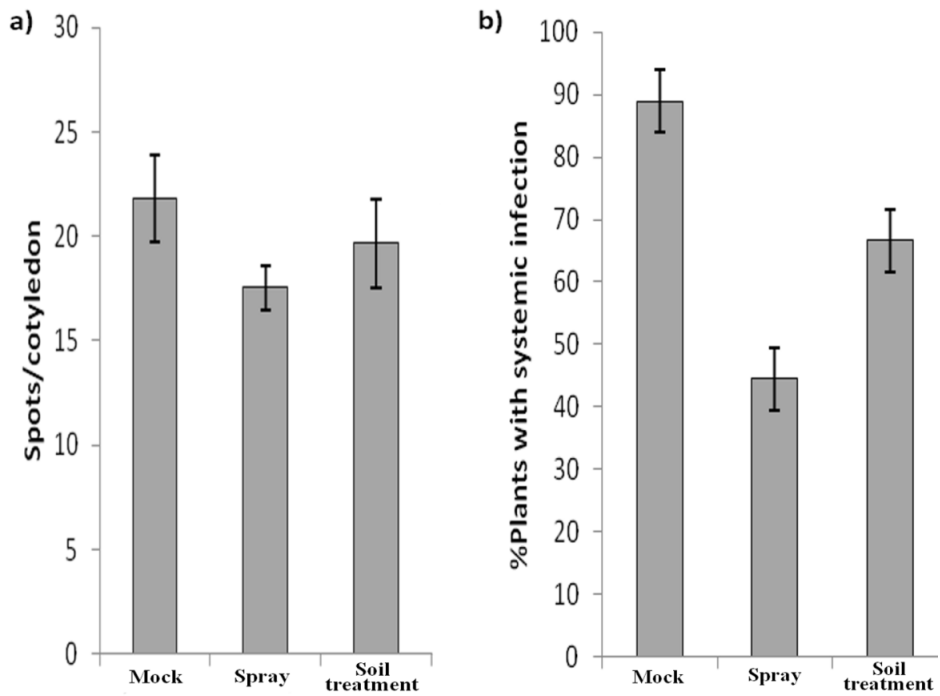 a)
Spots/cotyledon
30
25
20
15
10
5
0
Mock
Spray
Soil
treatment
b)
%Plants with systemic infection
100
90
80
70
60
50
40
30
20
10
0
Mock
Spray
Soil
treatment